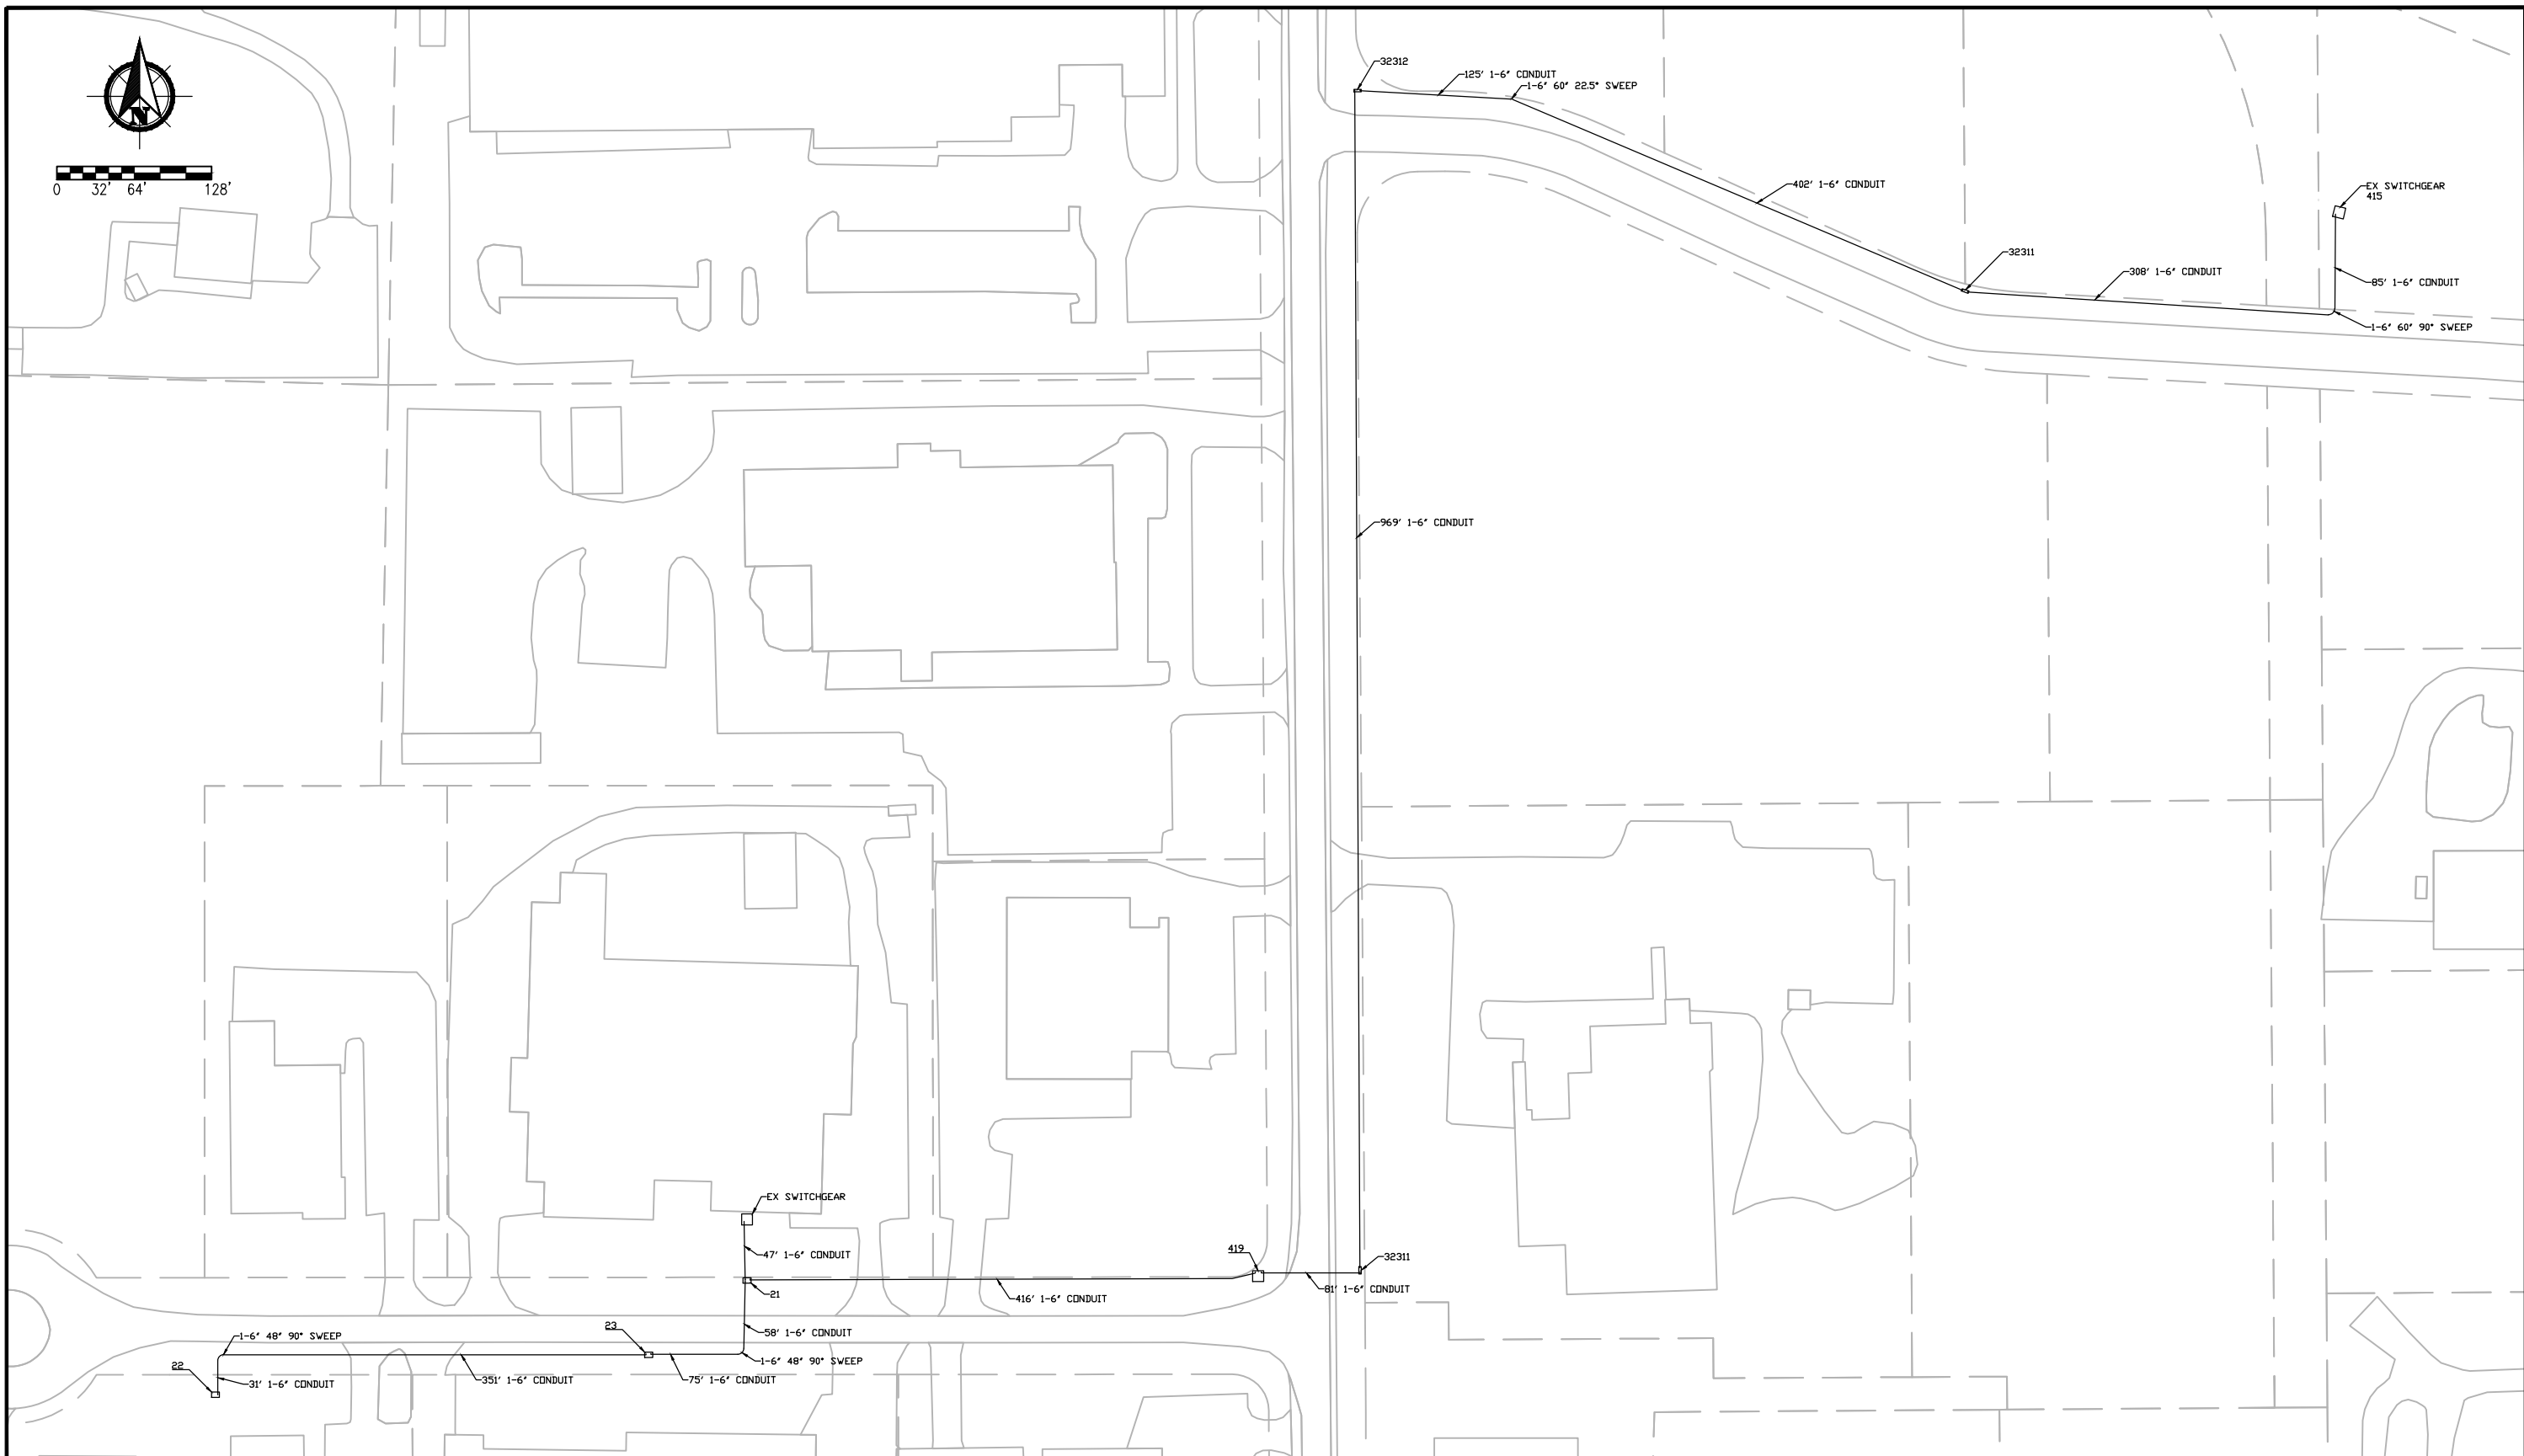 32312
125' 1-6" CONDUIT
1-6" 60" 22.5° SWEEP
N
0 32' 64' 128'
402' 1-6" CONDUIT
EX SWITCHGEAR
415
32311
308' 1-6" CONDUIT
85' 1-6" CONDUIT
1-6" 60" 90° SWEEP
969' 1-6" CONDUIT
EX SWITCHGEAR
47' 1-6" CONDUIT
419
32311
81' 1-6" CONDUIT
21
416' 1-6" CONDUIT
58' 1-6" CONDUIT
23
1-6" 48" 90° SWEEP
1-6" 48" 90° SWEEP
22
31' 1-6" CONDUIT
351' 1-6" CONDUIT
75' 1-6" CONDUIT